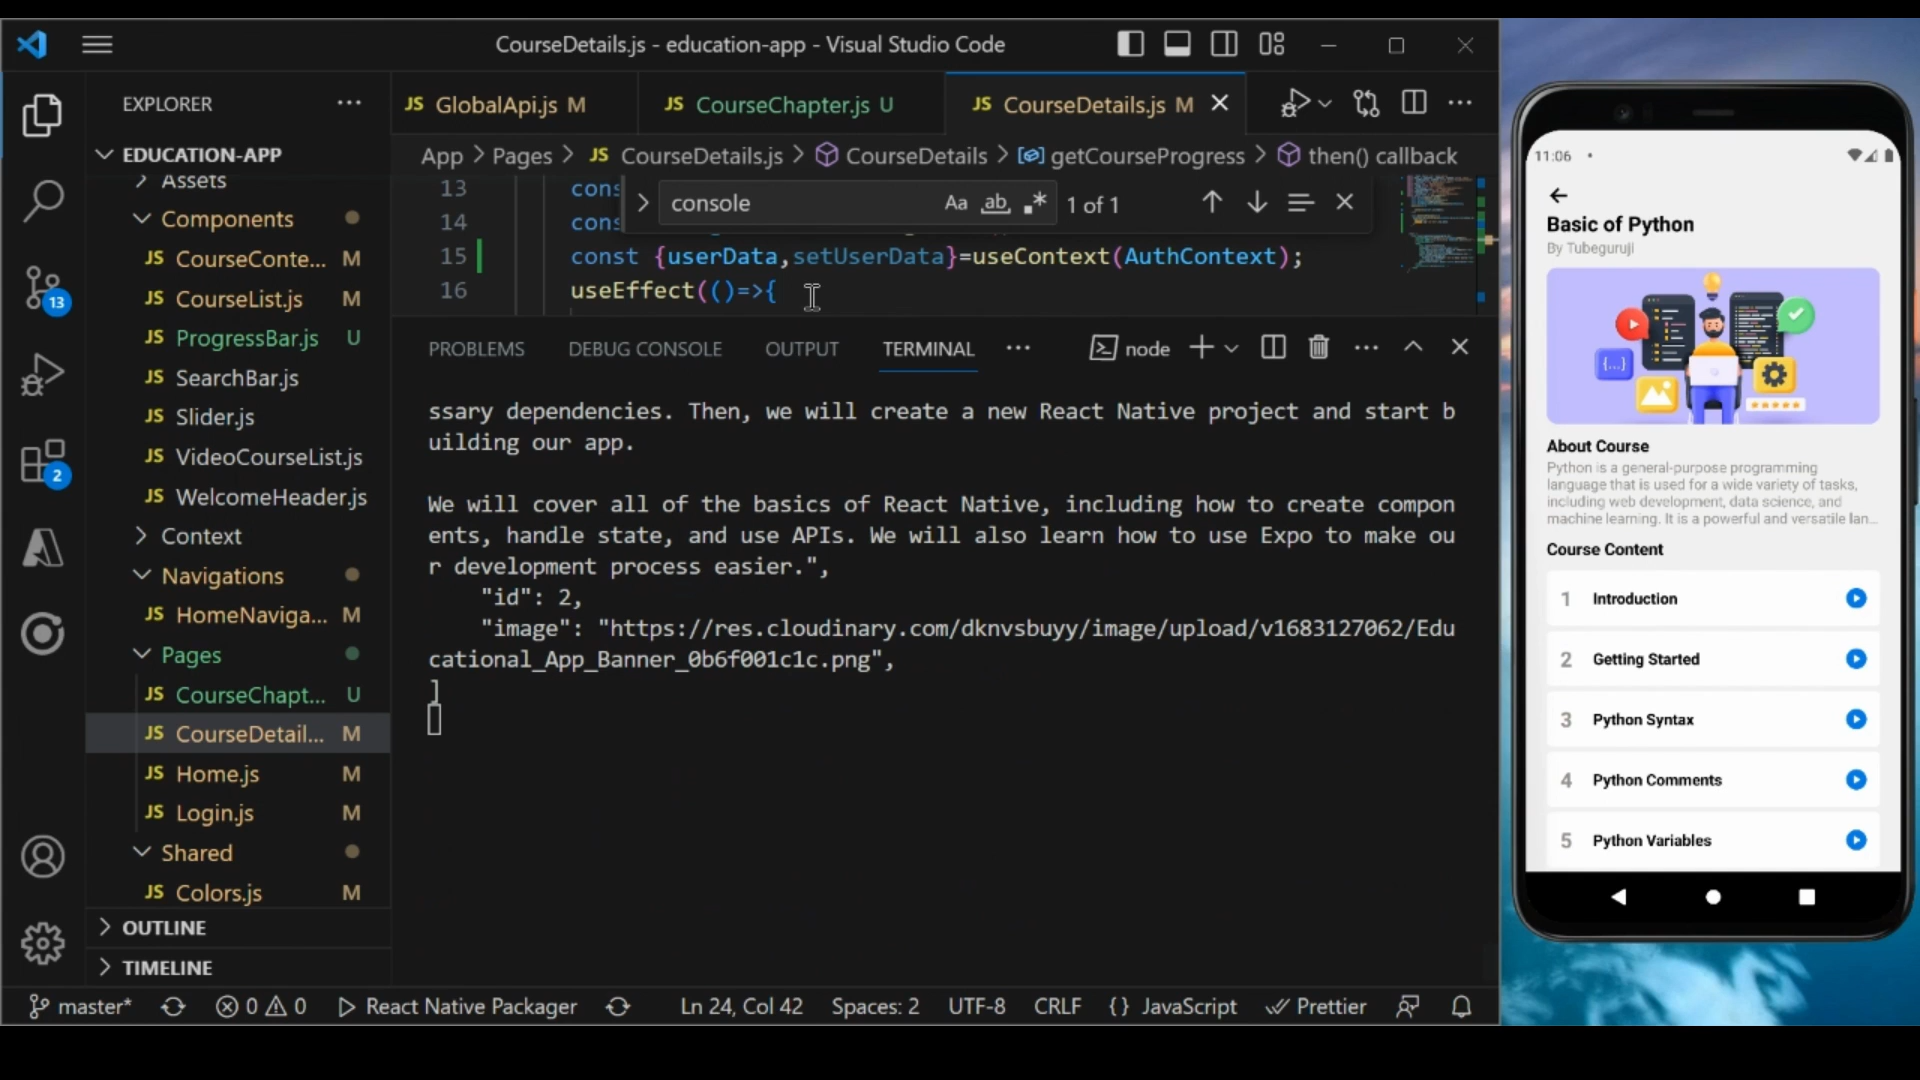 CourseDetails.js - education-app - Visual Studio Code
EXPLORER
EDUCATION-APP
Assets
Components
JS CourseConte... M
JS CourseList.js M
JS ProgressBar.js U
JS SearchBar.js
JS Slider.js
JS VideoCourseList.js
JS WelcomeHeader.js
Context
Navigations
JS HomeNaviga... M
Pages
JS CourseChapt... U
JS CourseDetail... M
JS Home.js M
JS Login.js M
Shared
JS Colors.js M
OUTLINE
TIMELINE
13
2
JS GlobalApi.js M
JS CourseChapter.js U
JS CourseDetails.js M
App > Pages > JS CourseDetails.js > CourseDetails > getCourseProgress > then() callback
console
Aa ab 1 of 1
13 cons
14 cons
15 const {userData,setUserData}=useContext(AuthContext);
16 useEffect(()=>{
PROBLEMS DEBUG CONSOLE OUTPUT TERMINAL
node
ssary dependencies. Then, we will create a new React Native project and start b
uilding our app.
We will cover all of the basics of React Native, including how to create compon
ents, handle state, and use APIs. We will also learn how to use Expo to make ou
r development process easier.",
"id": 2,
"image": "https://res.cloudinary.com/dknvsbuyy/image/upload/v1683127062/Edu
cational_App_Banner_0b6f001c1c.png",
]
master* 0 0 React Native Packager Ln 24, Col 42 Spaces: 2 UTF-8 CRLF {} JavaScript Prettier
11:06
Basic of Python
By Tubeguruji
{...}
About Course
Python is a general-purpose programming
language that is used for a wide variety of tasks,
including web development, data science, and
machine learning. It is a powerful and versatile lan...
Course Content
1 Introduction
2 Getting Started
3 Python Syntax
4 Python Comments
5 Python Variables